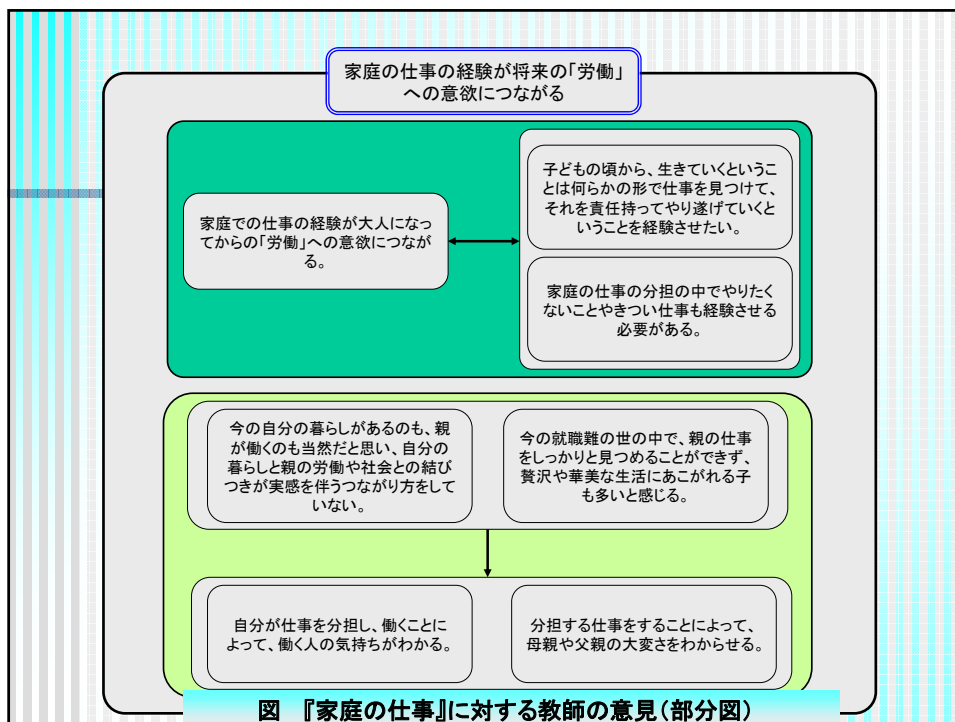 家庭の仕事の経験が将来の「労働」
への意欲につながる
家庭での仕事の経験が大人になっ
てからの「労働」への意欲につなが
る。
子どもの頃から、生きていくというこ
とは何らかの形で仕事を見つけて、
それを責任持ってやり遂げていくと
いうことを経験させたい。
家庭の仕事の分担の中でやりたく
ないことやきつい仕事も経験させる
必要がある。
今の自分の暮らしがあるのも、親
が働くのも当然だと思い、自分の
暮らしと親の労働や社会との結び
つきが実感を伴うつながり方をして
いない。
今の就職難の世の中で、親の仕事
をしっかりと見つめることができず、
贅沢や華美な生活にあこがれる子
も多いと感じる。
自分が仕事を分担し、働くことに
よって、働く人の気持ちがわかる。
分担する仕事をすることによって、
母親や父親の大変さをわからせる。
図 『家庭の仕事』に対する教師の意見(部分図)